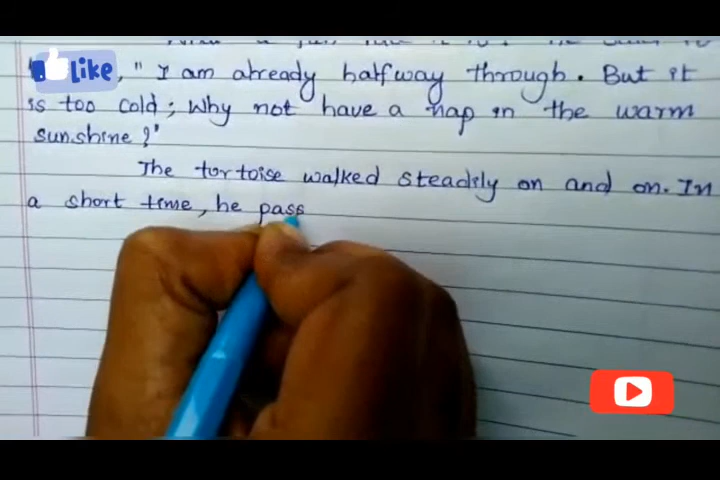 Like
, " I am already halfway through. But it
is too cold; Why not have a nap in the warm
sunshine?"
The tortoise walked steadily on and on. In
a short time, he pass